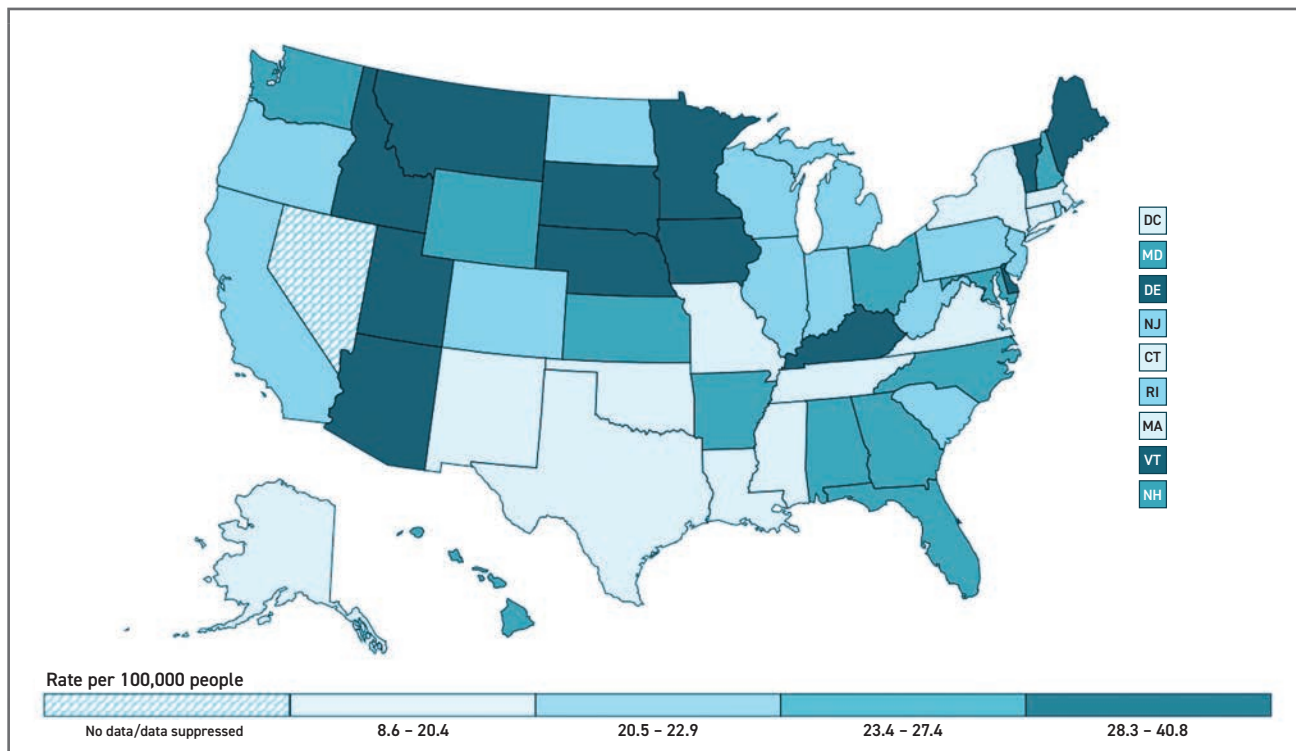 DC
MD
DE
NJ
CT
RI
MA
VT
NH
Rate per 100,000 people
No data/data suppressed
8.6 – 20.4
20.5 – 22.9
23.4 – 27.4
28.3 – 40.8